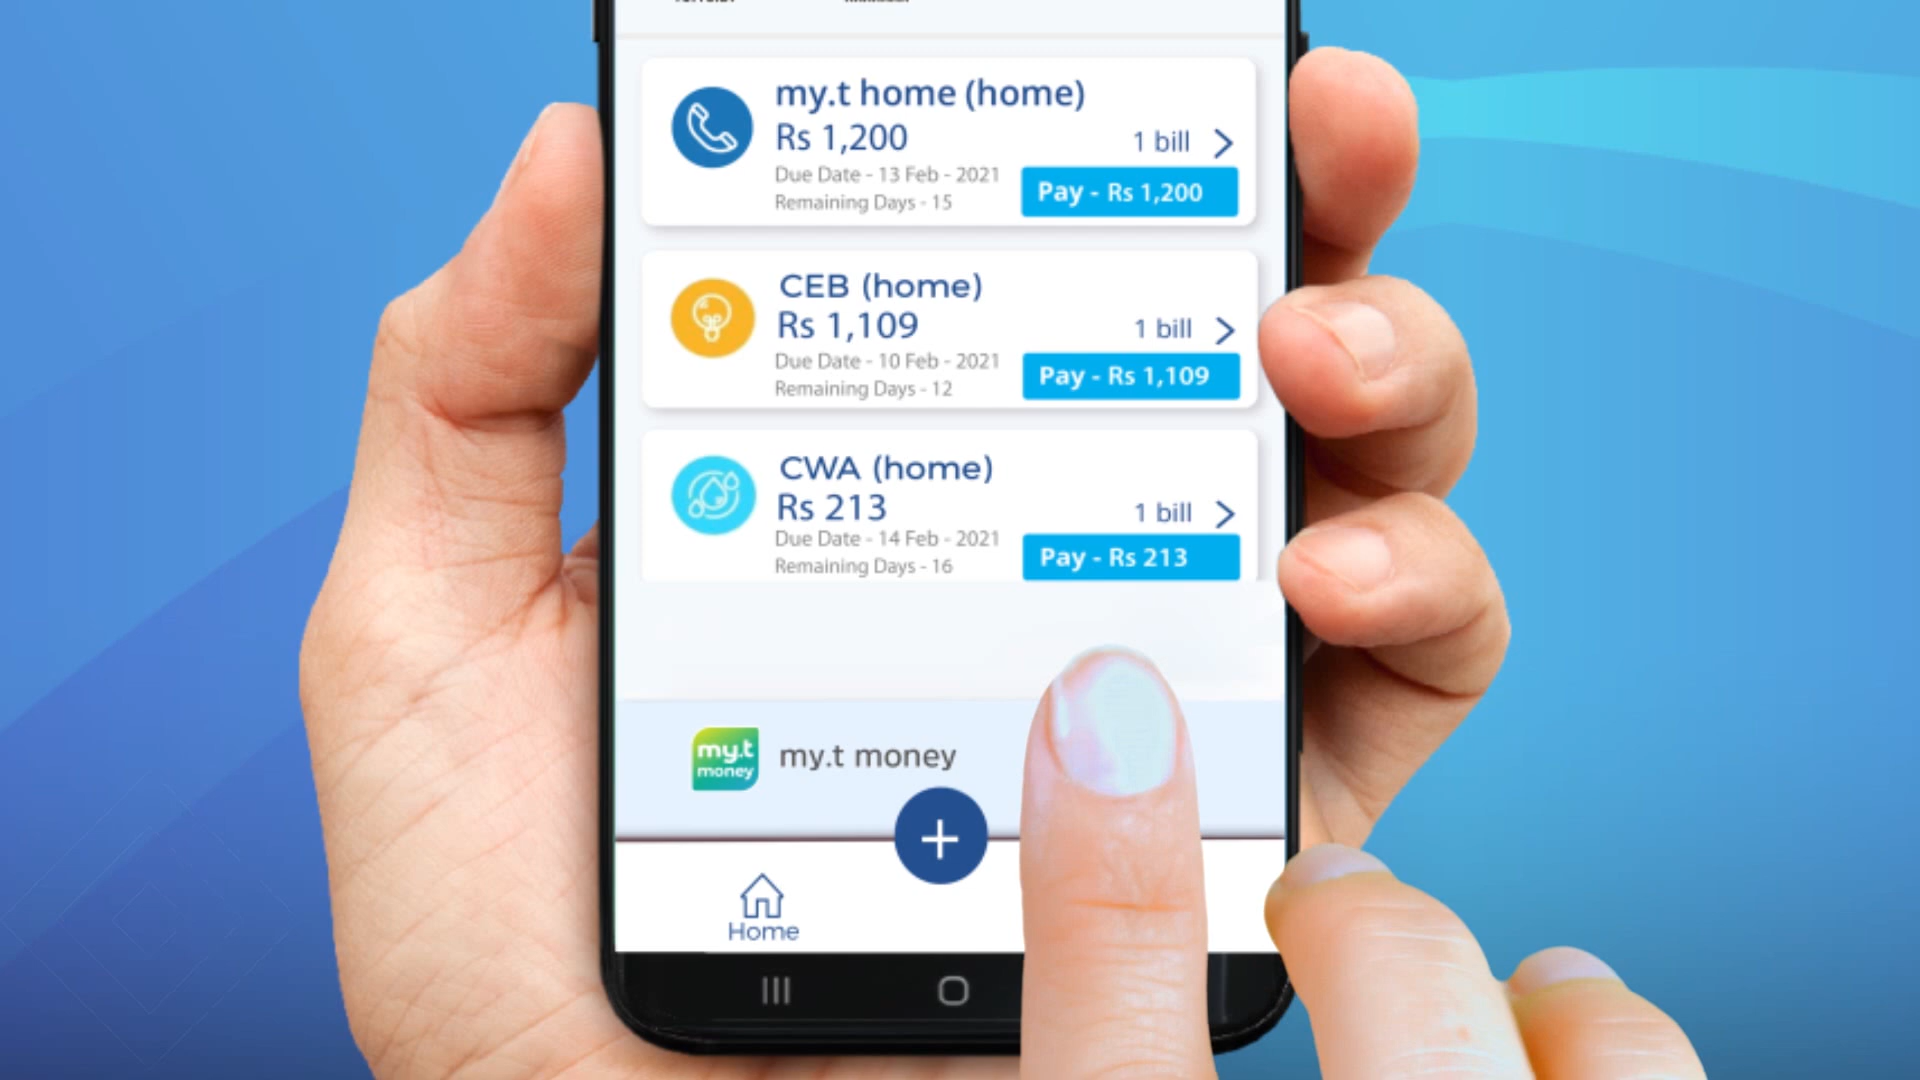 my.t home (home)
Rs 1,200
1 bill
Due Date - 13 Feb - 2021
Remaining Days - 15
Pay - Rs 1,200
CEB (home)
Rs 1,109
1 bill
Due Date - 10 Feb - 2021
Remaining Days - 12
Pay - Rs 1,109
CWA (home)
Rs 213
1 bill
Due Date - 14 Feb - 2021
Remaining Days - 16
Pay - Rs 213
my.t
money
my.t money
+
Home